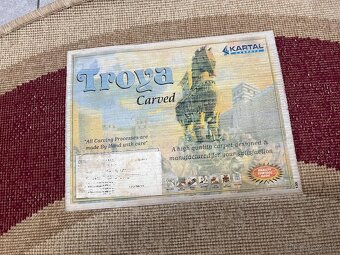 KARTAL
CARPETS
Troya
Carved
"All Carving Processes are
made By Hand with care"
A high quality carpet designed &
manufactured for your satisfaction.